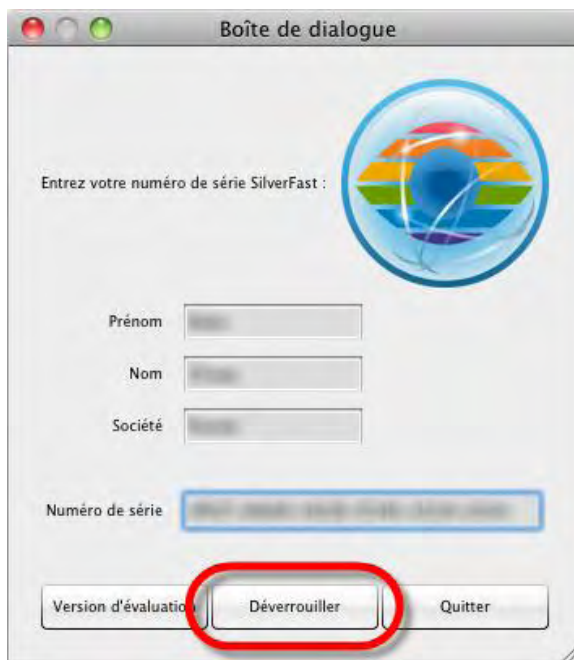 Boîte de dialogue
Entrez votre numéro de série SilverFast :
Prénom
Nom
Société
Numéro de série
Version d'évaluation
Déverrouiller
Quitter